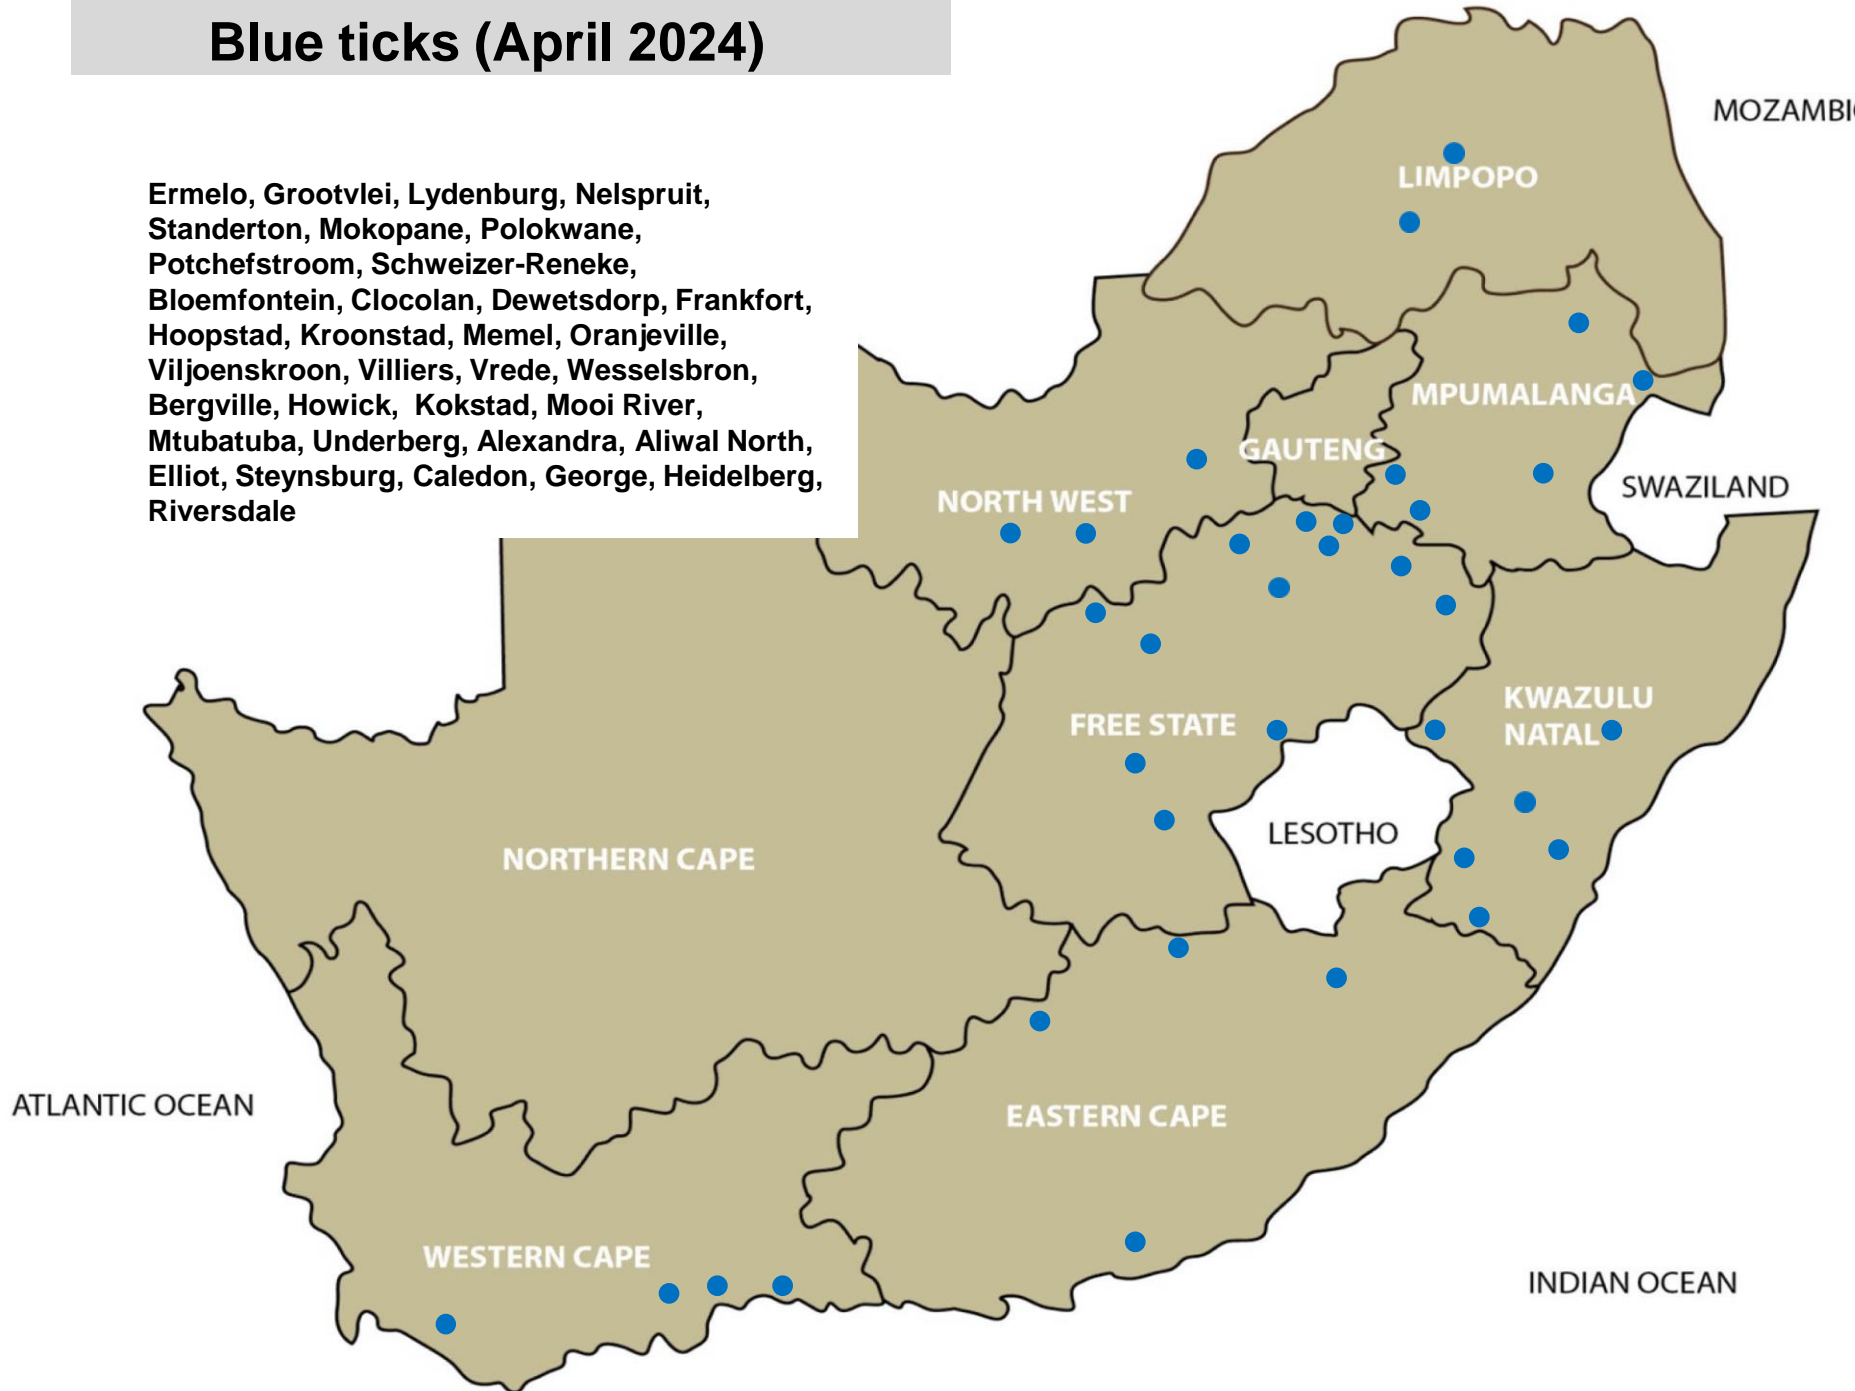 Blue ticks (April 2024)
MOZAMBI
LIMPOPO
Ermelo, Grootvlei, Lydenburg, Nelspruit,
Standerton, Mokopane, Polokwane,
Potchefstroom, Schweizer-Reneke,
Bloemfontein, Clocolan, Dewetsdorp, Frankfort,
Hoopstad, Kroonstad, Memel, Oranjeville,
Viljoenskroon, Villiers, Vrede, Wesselsbron,
Bergville, Howick,  Kokstad, Mooi River,
Mtubatuba, Underberg, Alexandra, Aliwal North,
Elliot, Steynsburg, Caledon, George, Heidelberg,
Riversdale
MPUMALANGA
GAUTENG
SWAZILAND
NORTH WEST
KWAZULU
NATAL
FREE STATE
LESOTHO
NORTHERN CAPE
ATLANTIC OCEAN
EASTERN CAPE
WESTERN CAPE
INDIAN OCEAN